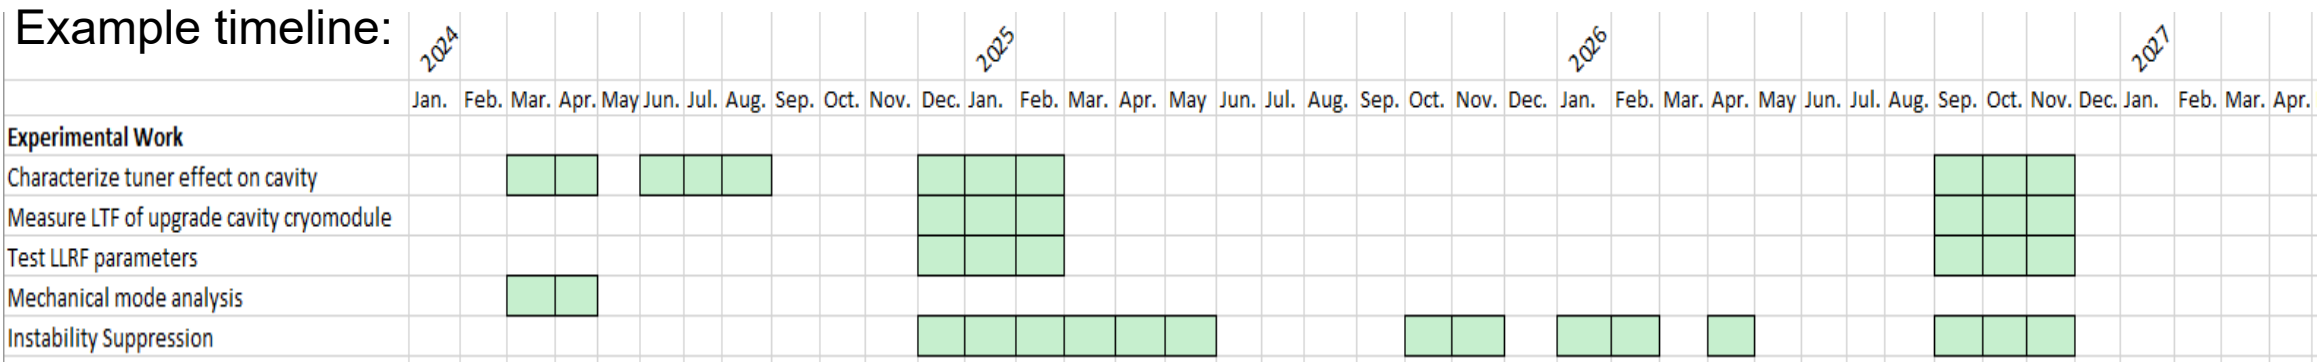 Example timeline:
2024 2025 2026 2027
Jan. Feb. Mar. Apr. May Jun. Jul. Aug. Sep. Oct. Nov. Dec. Jan. Feb. Mar. Apr. May Jun. Jul. Aug. Sep. Oct. Nov. Dec. Jan. Feb. Mar. Apr. May Jun. Jul. Aug. Sep. Oct. Nov. Dec. Jan. Feb. Mar. Apr.
Experimental Work
Characterize tuner effect on cavity
Measure LTF of upgrade cavity cryomodule
Test LLRF parameters
Mechanical mode analysis
Instability Suppression